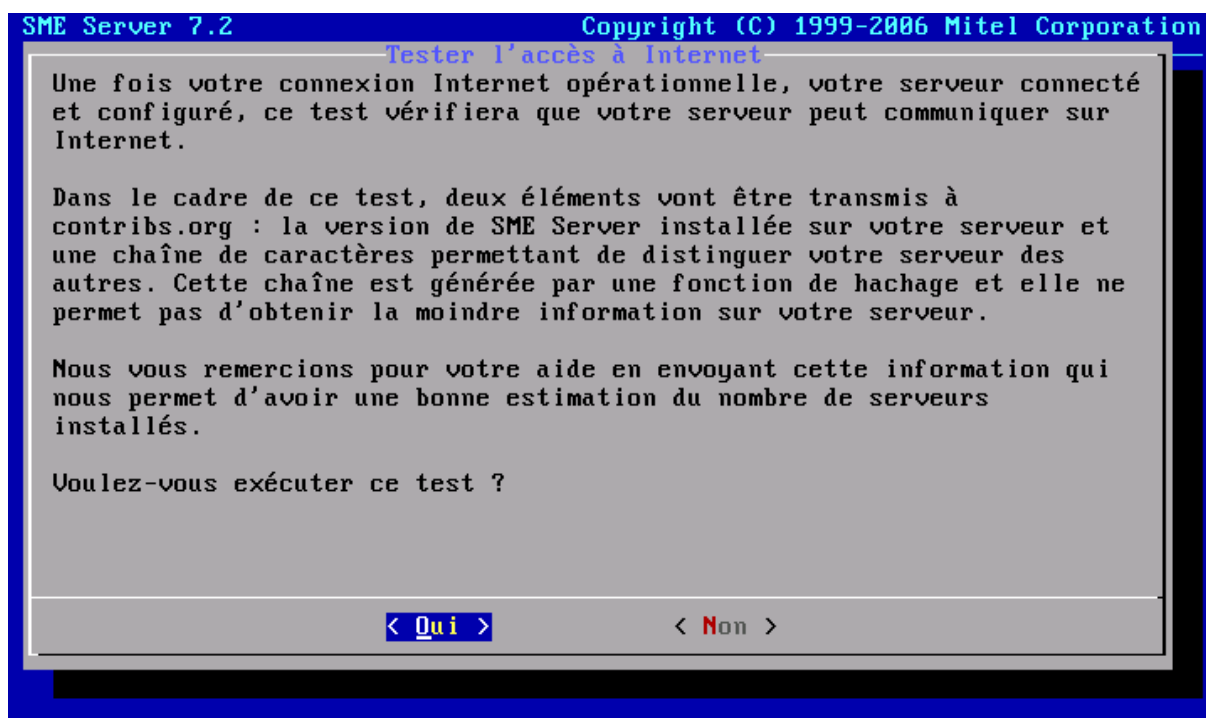 SME Server 7.2 Copyright (C) 1999-2006 Mitel Corporation
Tester l'accès à Internet
Une fois votre connexion Internet opérationnelle, votre serveur connecté
et configuré, ce test vérifiera que votre serveur peut communiquer sur
Internet.
Dans le cadre de ce test, deux éléments vont être transmis à
contribs.org : la version de SME Server installée sur votre serveur et
une chaîne de caractères permettant de distinguer votre serveur des
autres. Cette chaîne est générée par une fonction de hachage et elle ne
permet pas d'obtenir la moindre information sur votre serveur.
Nous vous remercions pour votre aide en envoyant cette information qui
nous permet d'avoir une bonne estimation du nombre de serveurs
installés.
Voulez-vous exécuter ce test ?
< Oui > < Non >